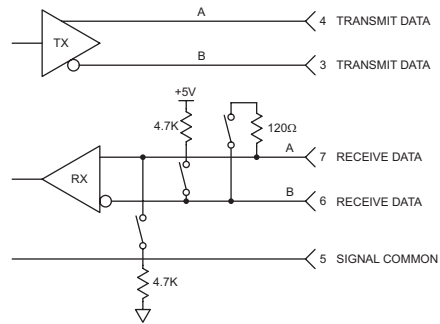 A
4 TRANSMIT DATA
TX
B
3 TRANSMIT DATA
+5V
4.7K
120Ω
A
7 RECEIVE DATA
RX
B
6 RECEIVE DATA
5 SIGNAL COMMON
4.7K